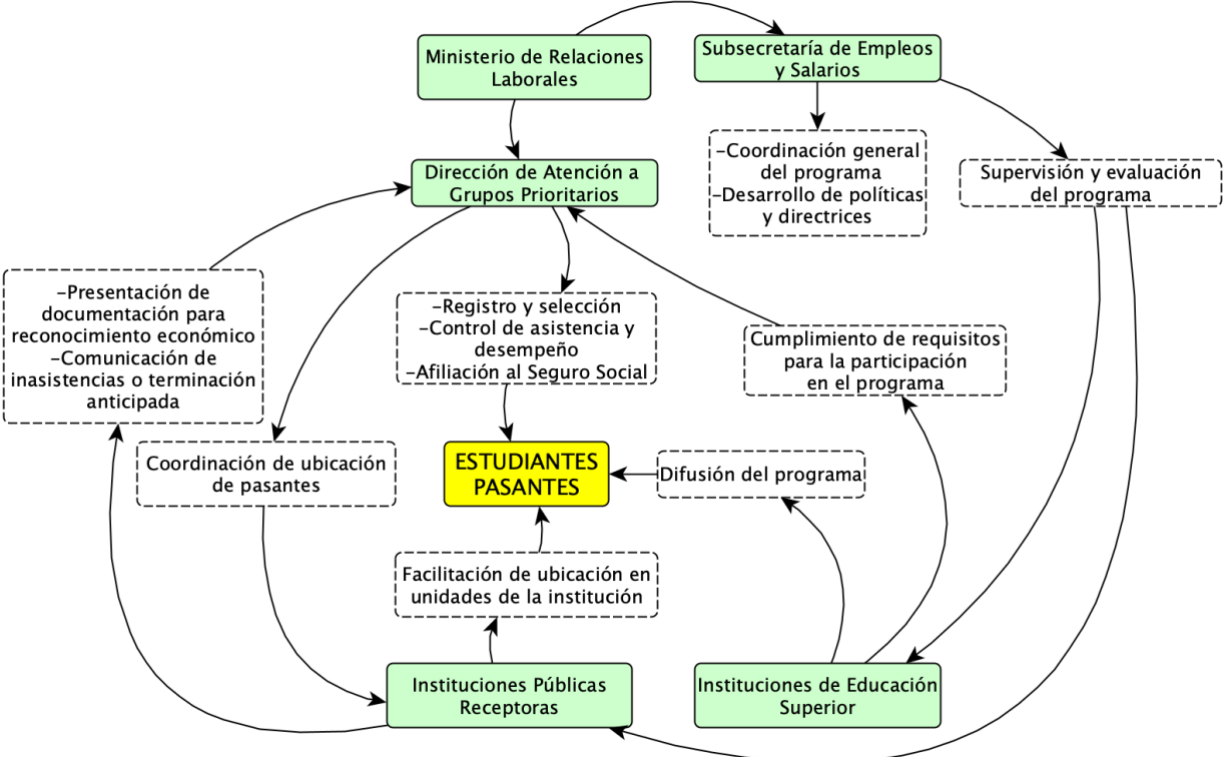 Ministerio de Relaciones
Laborales
Subsecretaría de Empleos
y Salarios
–Coordinación general
del programa
–Desarrollo de políticas
y directrices
Supervisión y evaluación
del programa
Dirección de Atención a
Grupos Prioritarios
–Presentación de
documentación para
reconocimiento económico
–Comunicación de
inasistencias o terminación
anticipada
–Registro y selección
–Control de asistencia y
desempeño
–Afiliación al Seguro Social
Cumplimiento de requisitos
para la participación
en el programa
Coordinación de ubicación
de pasantes
ESTUDIANTES
PASANTES
Difusión del programa
Facilitación de ubicación en
unidades de la institución
Instituciones Públicas
Receptoras
Instituciones de Educación
Superior